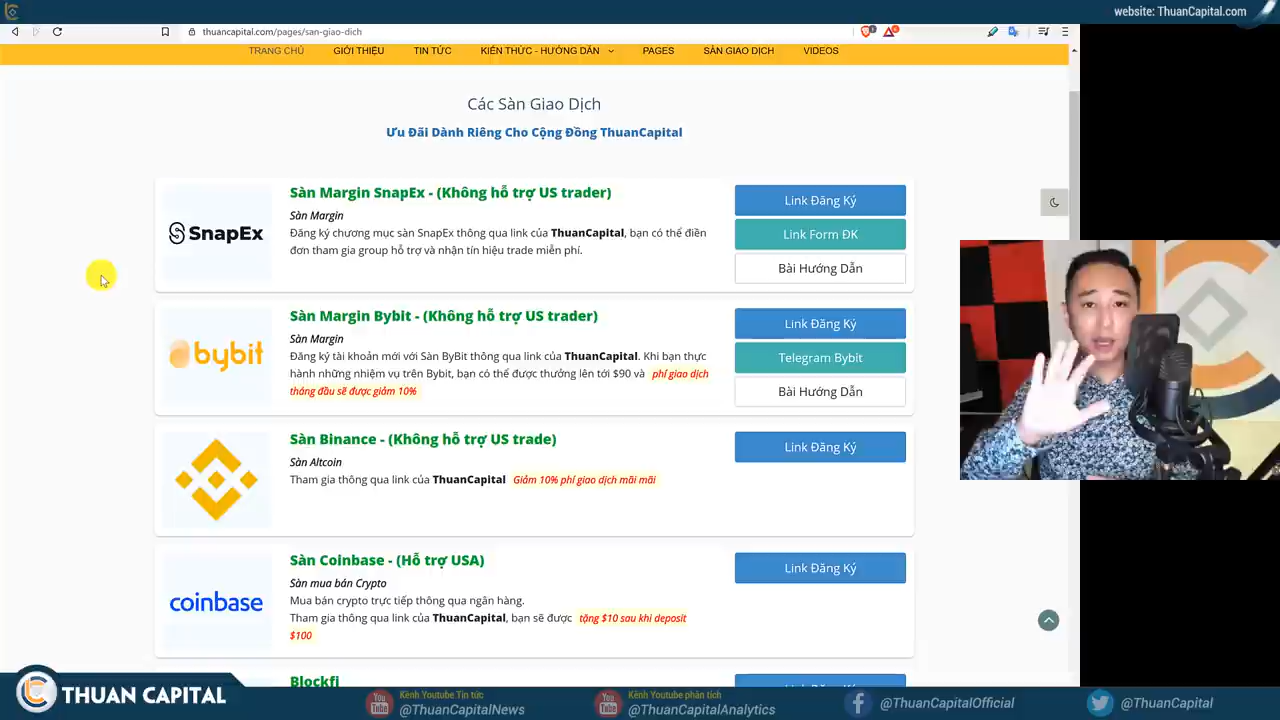 website: ThuanCapital.com
thuancapital.com/pages/san-giao-dich
TRANG CHỦ
GIỚI THIỆU
TIN TỨC
KIẾN THỨC - HƯỚNG DẪN
PAGES
SÀN GIAO DỊCH
VIDEOS
Các Sàn Giao Dịch
Ưu Đãi Dành Riêng Cho Cộng Đồng ThuanCapital
SnapEx
Sàn Margin SnapEx - (Không hỗ trợ US trader)
Sàn Margin
Đăng ký chương mục sàn SnapEx thông qua link của ThuanCapital, bạn có thể điền
đơn tham gia group hỗ trợ và nhận tín hiệu trade miễn phí.
Link Đăng Ký
Link Form ĐK
Bài Hướng Dẫn
bybit
Sàn Margin Bybit - (Không hỗ trợ US trader)
Sàn Margin
Đăng ký tài khoản mới với Sàn ByBit thông qua link của ThuanCapital. Khi bạn thực
hành những nhiệm vụ trên Bybit, bạn có thể được thưởng lên tới $90 và phí giao dịch
tháng đầu sẽ được giảm 10%
Link Đăng Ký
Telegram Bybit
Bài Hướng Dẫn
Sàn Binance - (Không hỗ trợ US trade)
Sàn Altcoin
Tham gia thông qua link của ThuanCapital Giảm 10% phí giao dịch mãi mãi
Link Đăng Ký
coinbase
Sàn Coinbase - (Hỗ trợ USA)
Sàn mua bán Crypto
Mua bán crypto trực tiếp thông qua ngân hàng.
Tham gia thông qua link của ThuanCapital, bạn sẽ được tặng $10 sau khi deposit
$100
Link Đăng Ký
Blockfi
Link Đăng Ký
THUAN CAPITAL
You Tube
Kênh Youtube Tin tức
@ThuanCapitalNews
You Tube
Kênh Youtube phân tích
@ThuanCapitalAnalytics
@ThuanCapitalOfficial
@ThuanCapital